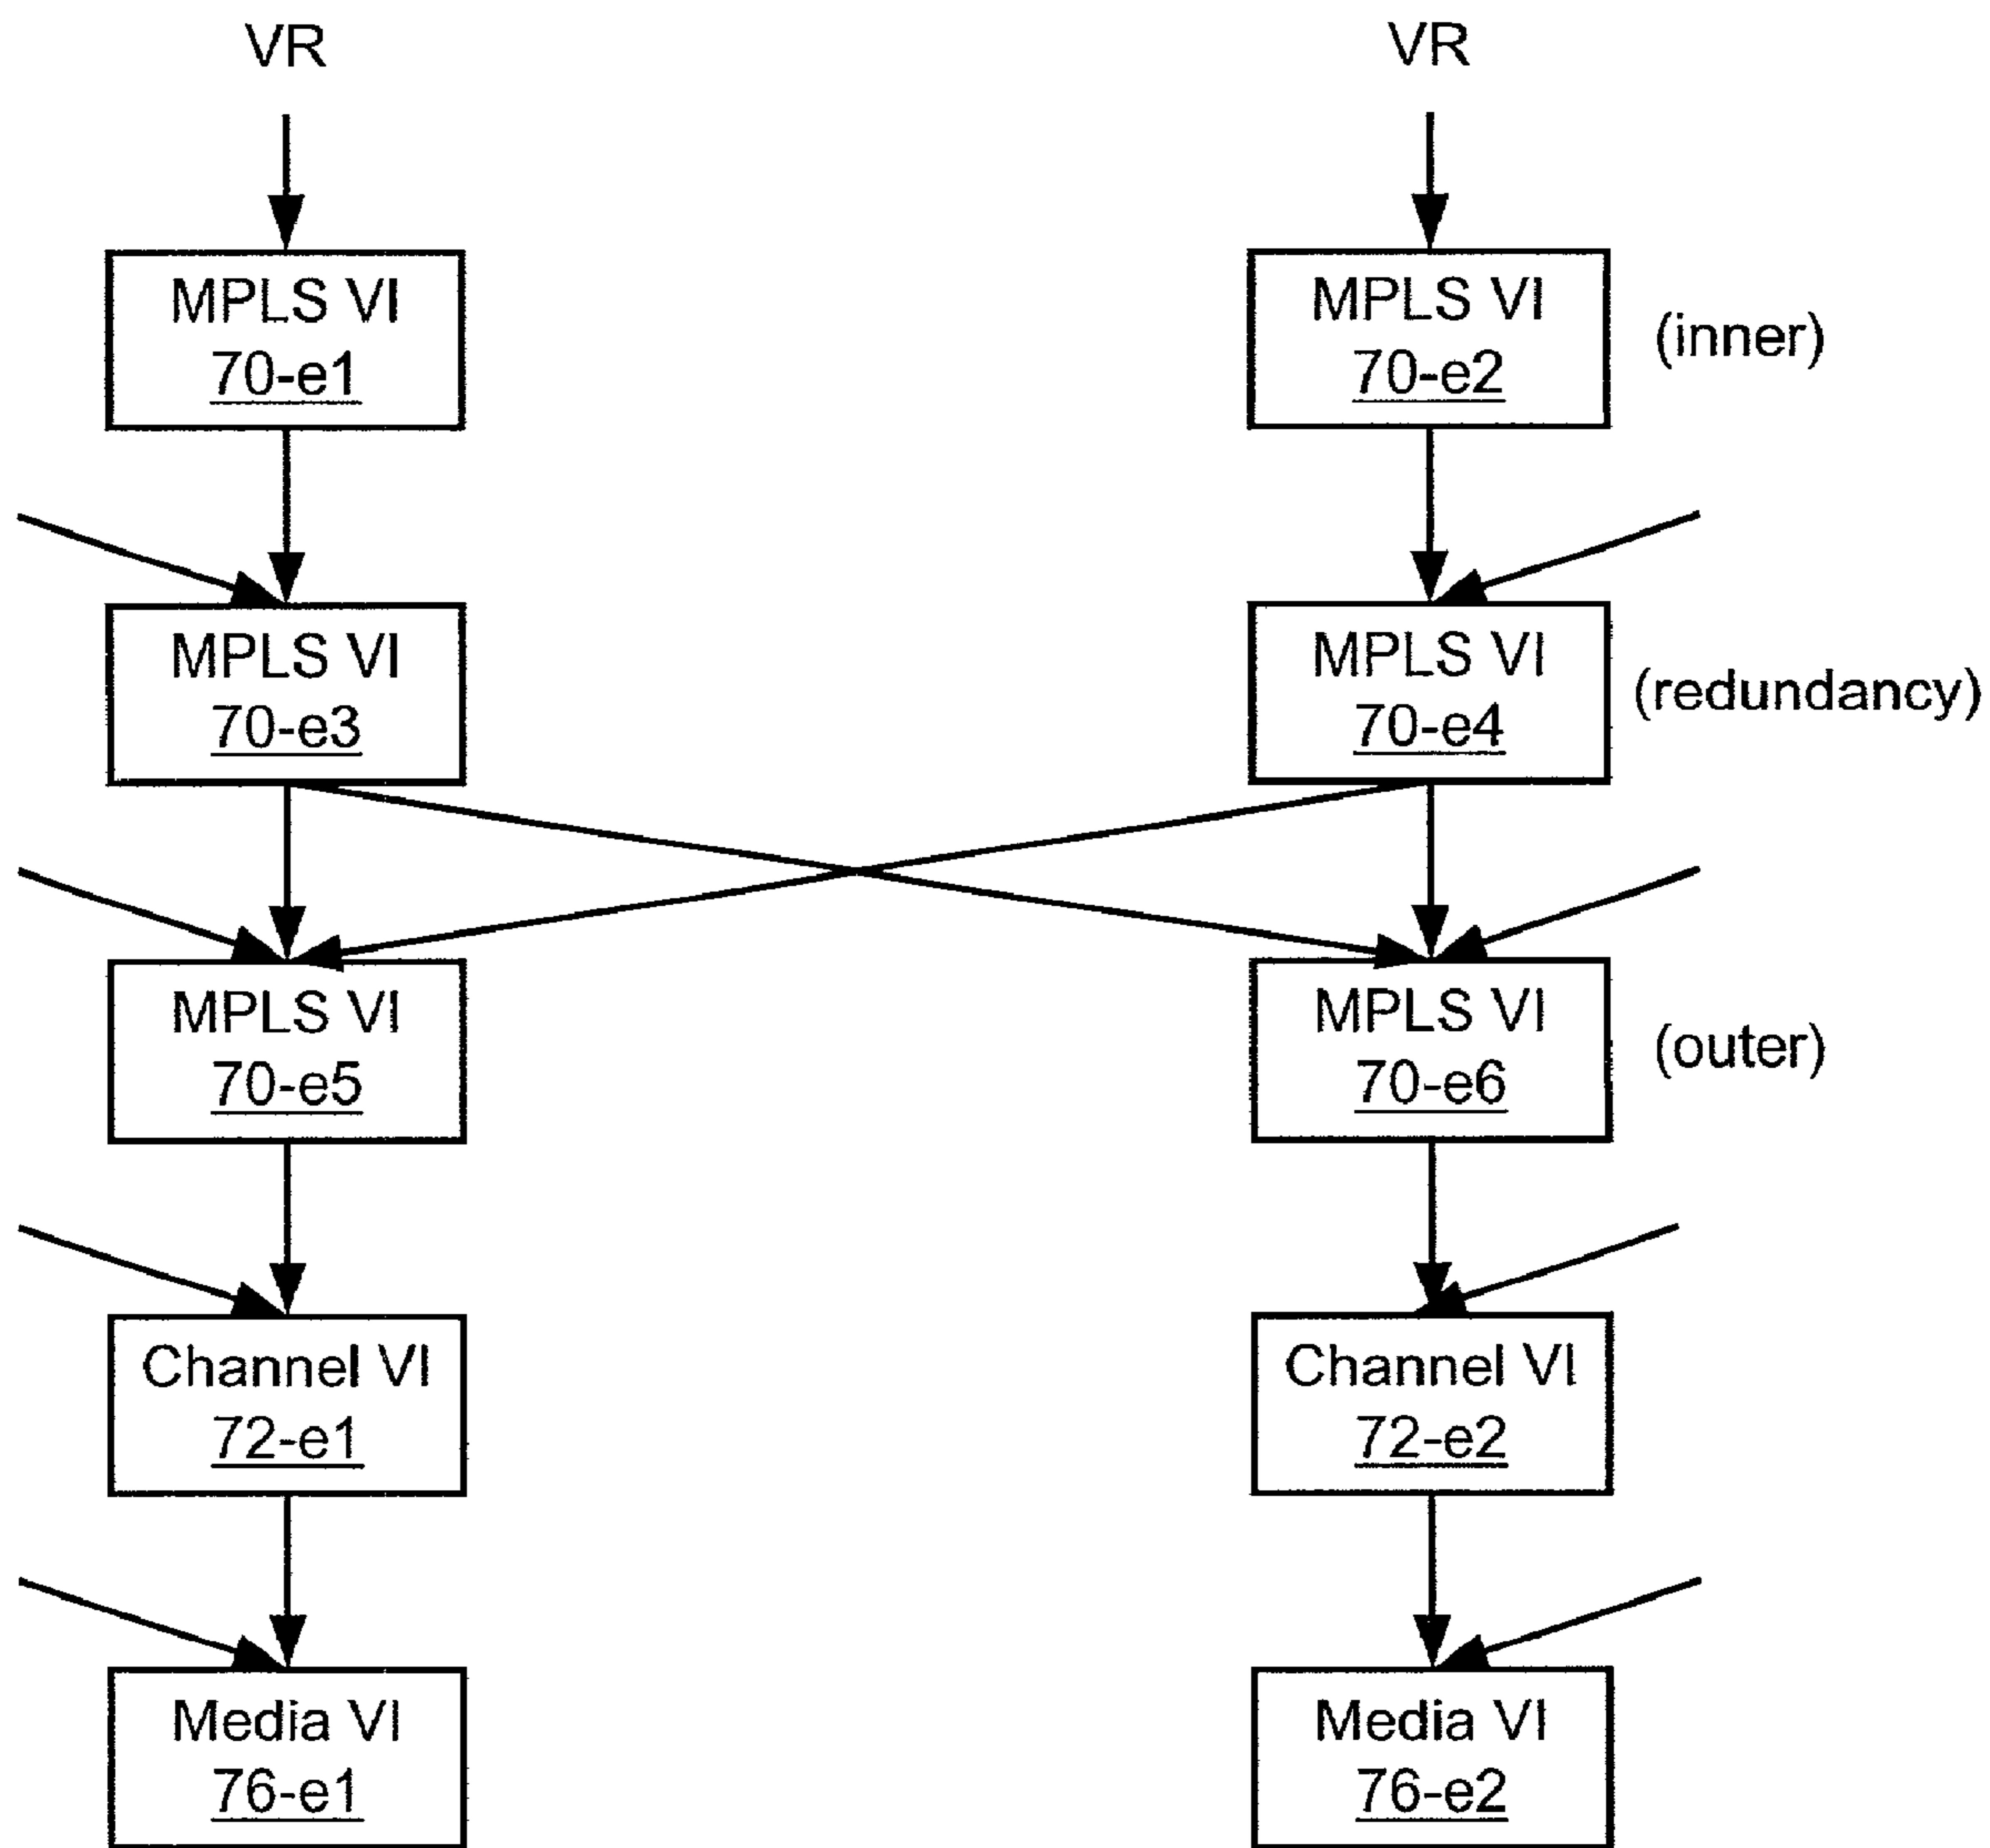 VR
VR
MPLS VI
70-e1
MPLS VI
70-e2
(inner)
MPLS VI
70-e3
MPLS VI
70-e4
(redundancy)
MPLS VI
70-e5
MPLS VI
70-e6
(outer)
Channel VI
72-e1
Channel VI
72-e2
Media VI
76-e1
Media VI
76-e2